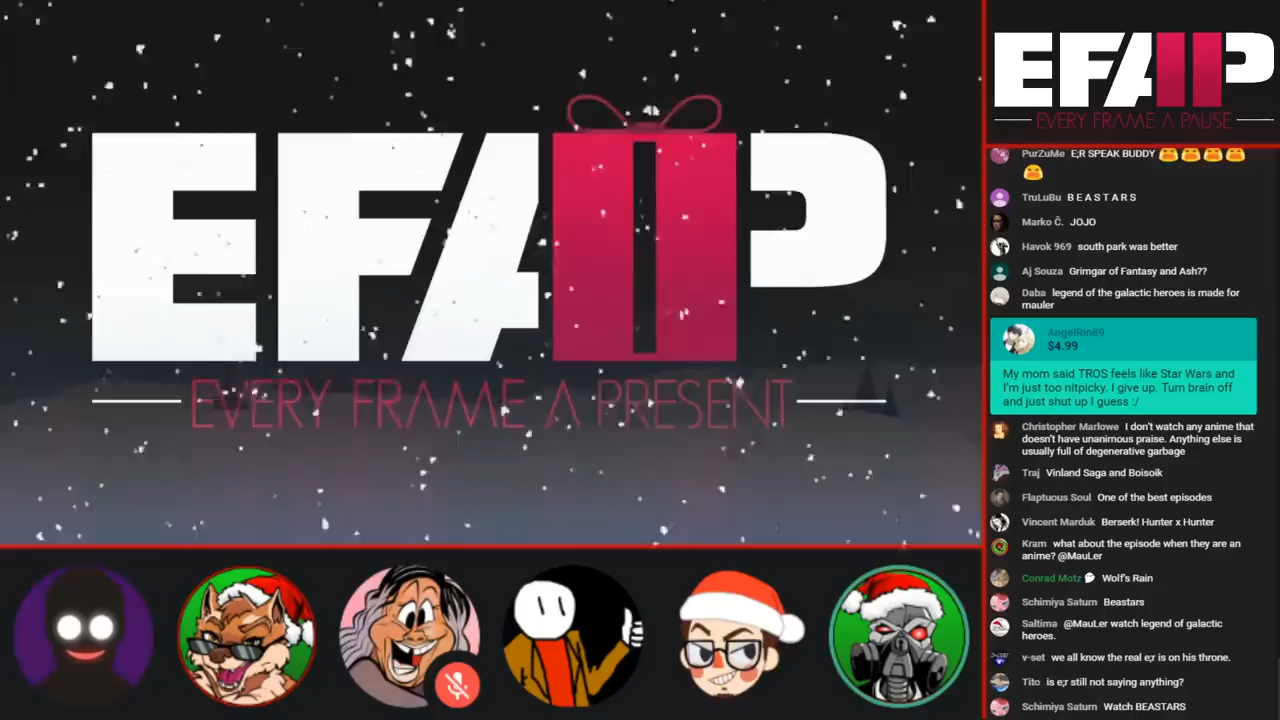 EFAP
EVERY FRAME A PRESENT
EFAP
EVERY FRAME A PAUSE
PurZuMe E;R SPEAK BUDDY
TruLuBu B E A S T A R S
Marko Č. JOJO
Havok 969 south park was better
Aj Souza Grimgar of Fantasy and Ash??
Daba legend of the galactic heroes is made for
mauler
AngelRin89
$4.99
My mom said TROS feels like Star Wars and
I'm just too nitpicky. I give up. Turn brain off
and just shut up I guess :/
Christopher Marlowe I don't watch any anime that
doesn't have unanimous praise. Anything else is
usually full of degenerative garbage
Traj Vinland Saga and Boisoik
Flaptuous Soul One of the best episodes
Vincent Marduk Berserk! Hunter x Hunter
Kram what about the episode when they are an
anime? @MauLer
Conrad Motz Wolf's Rain
Schimiya Saturn Beastars
Saltima @MauLer watch legend of galactic
heroes.
v-set we all know the real e;r is on his throne.
Tito is e;r still not saying anything?
Schimiya Saturn Watch BEASTARS